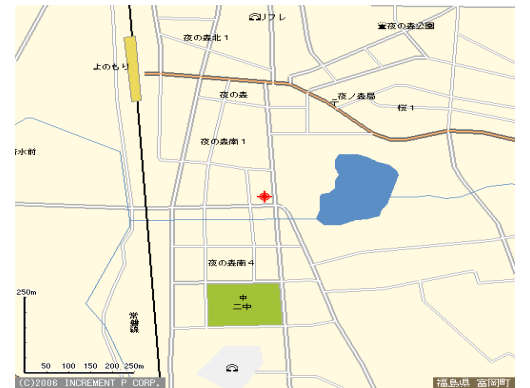 リフレ
夜の森公園
夜の森北1
よのもり
夜の森
夜ノ森局
桜1
夜の森南1
清水前
夜の森南4
250m
中
二中
常磐線
50 100 150 200 250m
(C)2006 INCREMENT P CORP.
福島県 富岡町